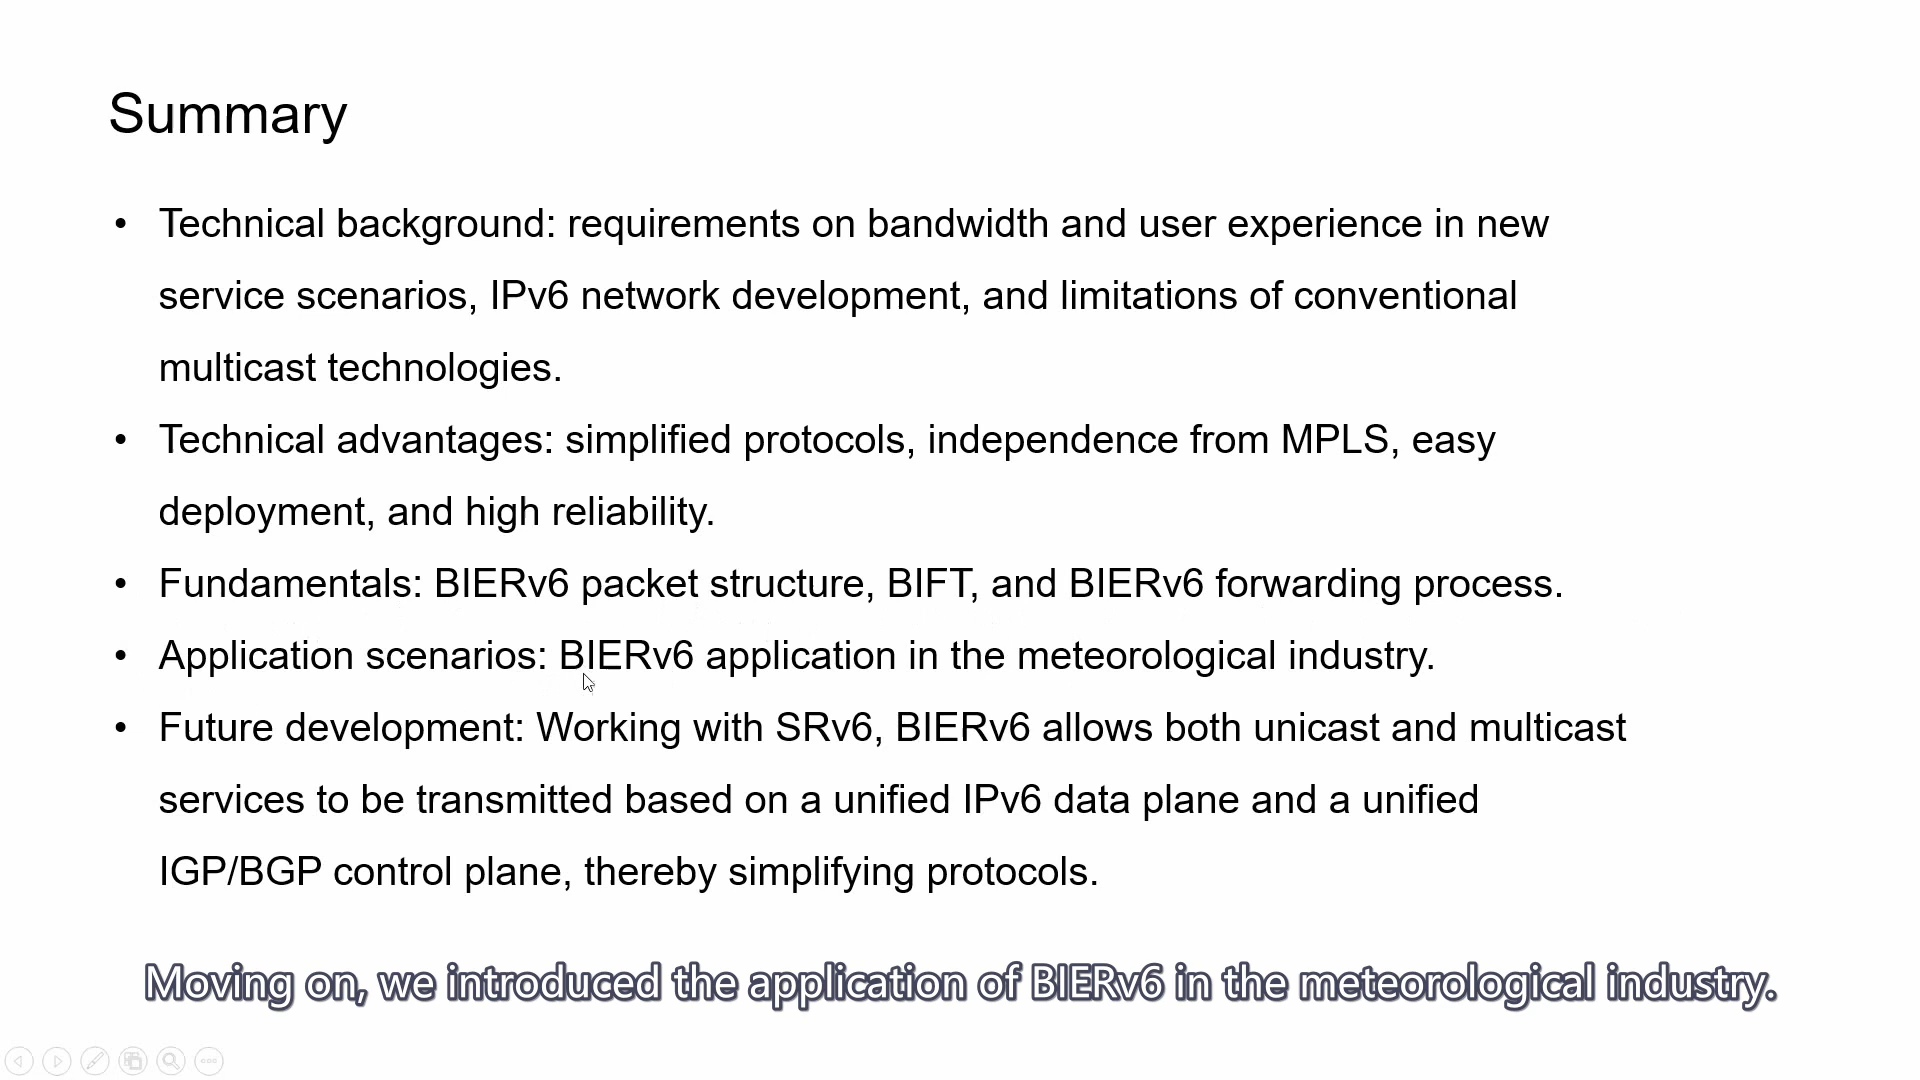 Summary
• Technical background: requirements on bandwidth and user experience in new
service scenarios, IPv6 network development, and limitations of conventional
multicast technologies.
• Technical advantages: simplified protocols, independence from MPLS, easy
deployment, and high reliability.
• Fundamentals: BIERv6 packet structure, BIFT, and BIERv6 forwarding process.
• Application scenarios: BIERv6 application in the meteorological industry.
• Future development: Working with SRv6, BIERv6 allows both unicast and multicast
services to be transmitted based on a unified IPv6 data plane and a unified
IGP/BGP control plane, thereby simplifying protocols.
Moving on, we introduced the application of BIERv6 in the meteorological industry.